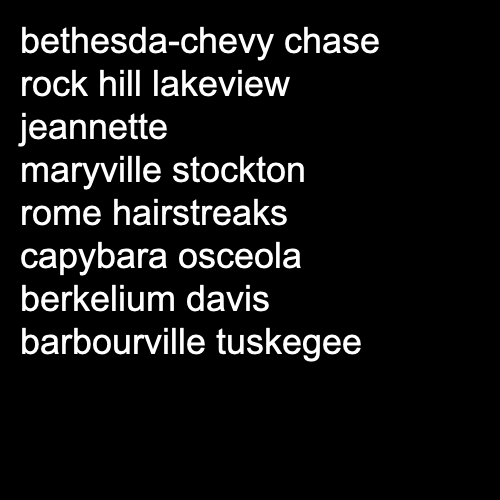 bethesda-chevy chase
rock hill lakeview
jeannette
maryville stockton
rome hairstreaks
capybara osceola
berkelium davis
barbourville tuskegee